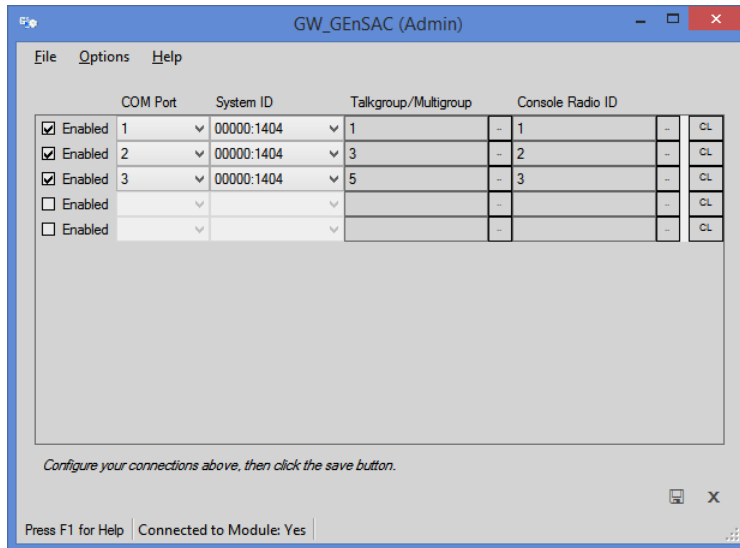 GW_GEnSAC (Admin)
File Options Help
COM Port System ID Talkgroup/Multigroup Console Radio ID
Enabled 1 00000:1404 1 .. 1 .. CL
Enabled 2 00000:1404 3 .. 2 .. CL
Enabled 3 00000:1404 5 .. 3 .. CL
Enabled .. .. CL
Enabled .. .. CL
Configure your connections above, then click the save button.
X
Press F1 for Help Connected to Module: Yes